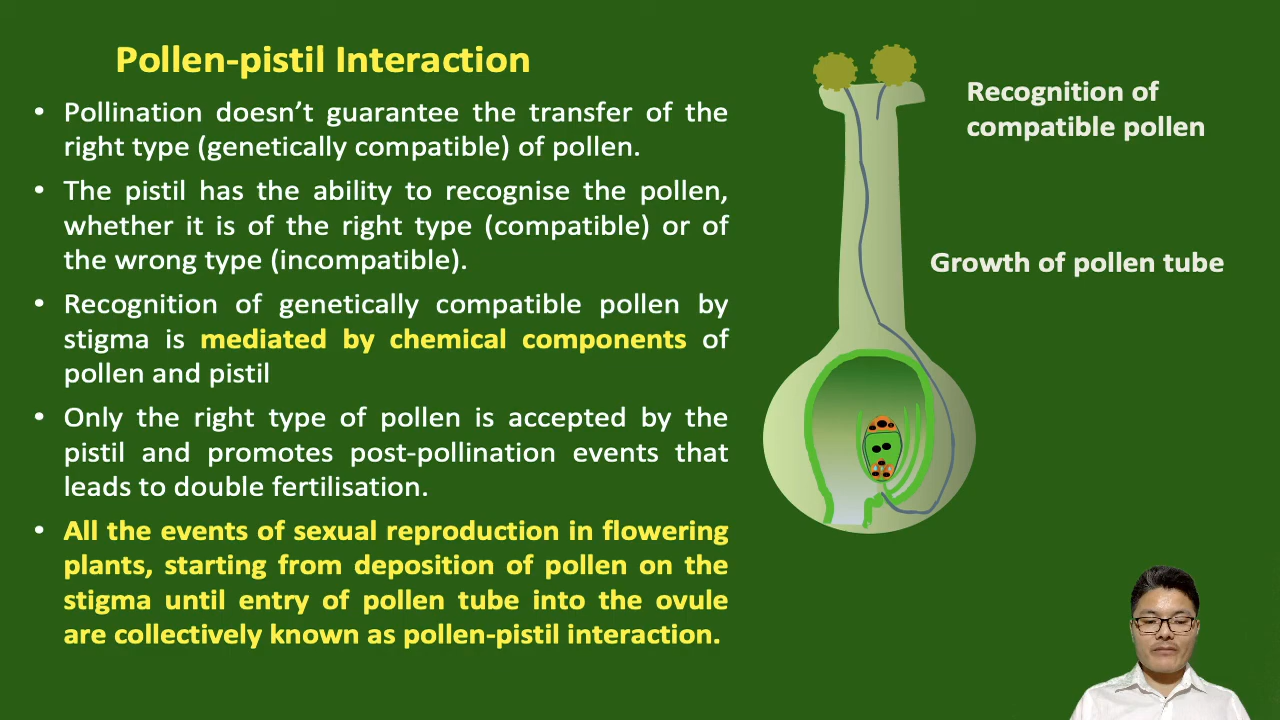 Pollen-pistil Interaction
• Pollination doesn’t guarantee the transfer of the
right type (genetically compatible) of pollen.
• The pistil has the ability to recognise the pollen,
whether it is of the right type (compatible) or of
the wrong type (incompatible).
• Recognition of genetically compatible pollen by
stigma is mediated by chemical components of
pollen and pistil
• Only the right type of pollen is accepted by the
pistil and promotes post-pollination events that
leads to double fertilisation.
• All the events of sexual reproduction in flowering
plants, starting from deposition of pollen on the
stigma until entry of pollen tube into the ovule
are collectively known as pollen-pistil interaction.
Recognition of
compatible pollen
Growth of pollen tube